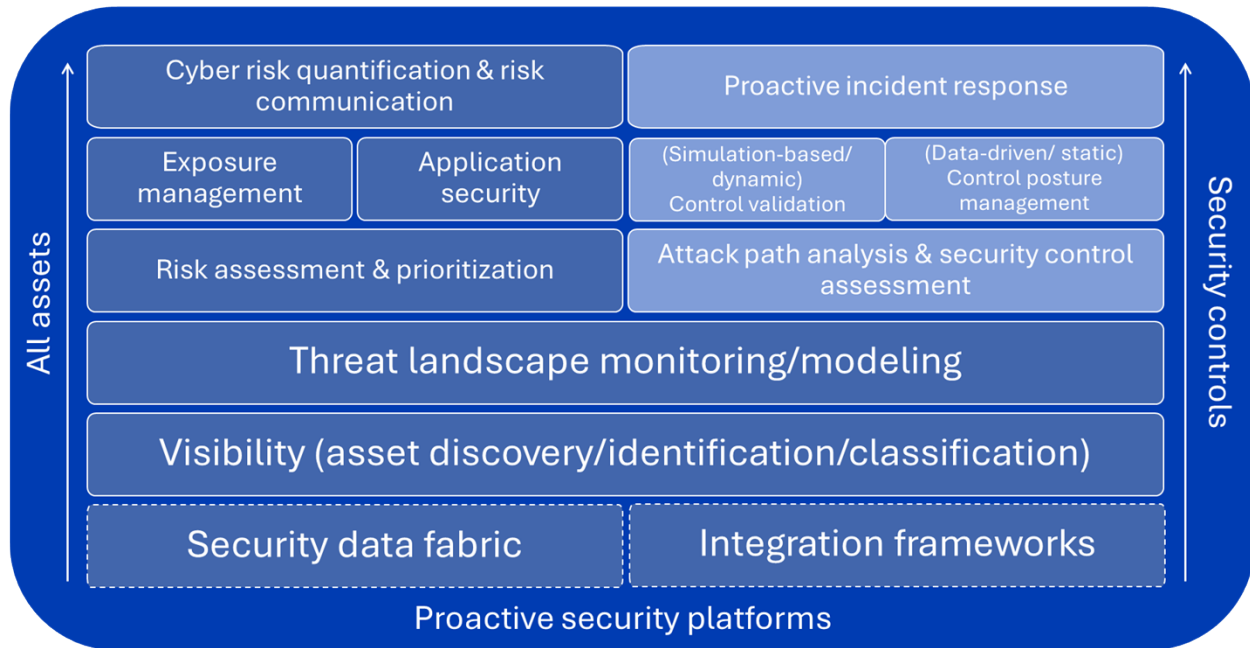 Cyber risk quantification & risk
communication
Proactive incident response
Exposure
management
Application
security
(Simulation-based/
dynamic)
Control validation
(Data-driven/ static)
Control posture
management
Risk assessment & prioritization
Attack path analysis & security control
assessment
Threat landscape monitoring/modeling
Visibility (asset discovery/identification/classification)
Security data fabric
Integration frameworks
All assets
Security controls
Proactive security platforms